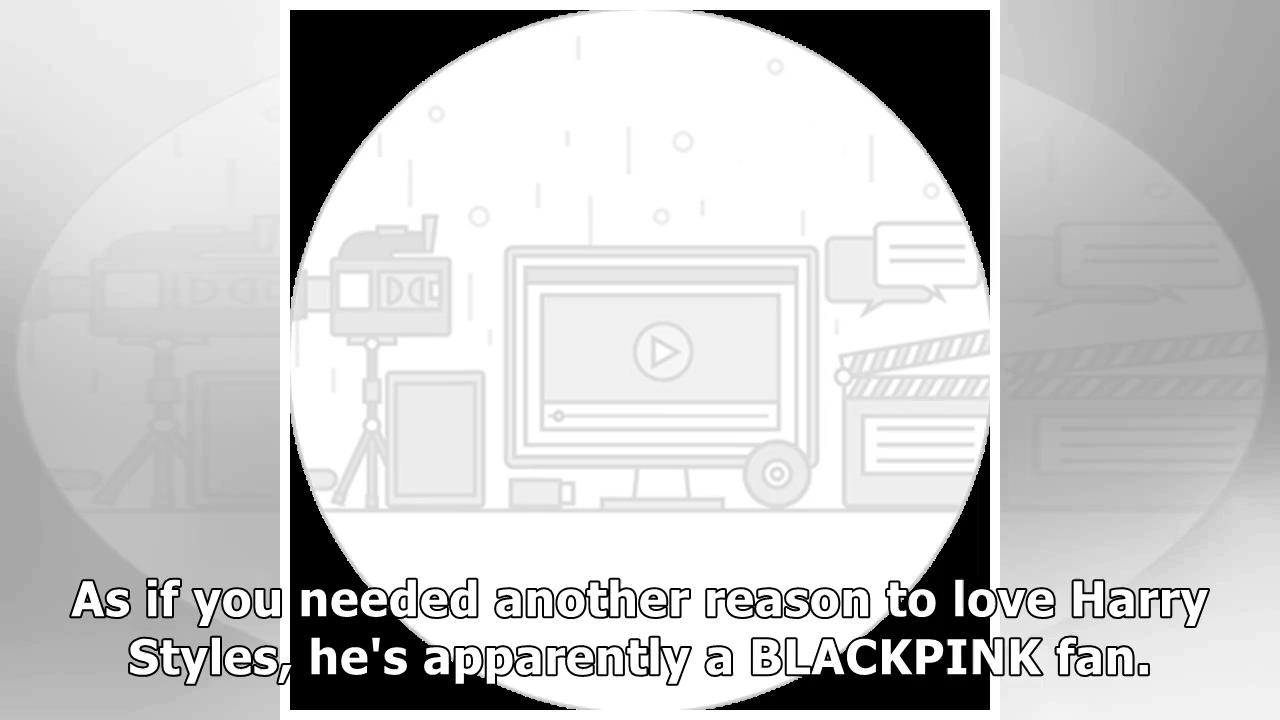 As if you needed another reason to love Harry
Styles, he's apparently a BLACKPINK fan.